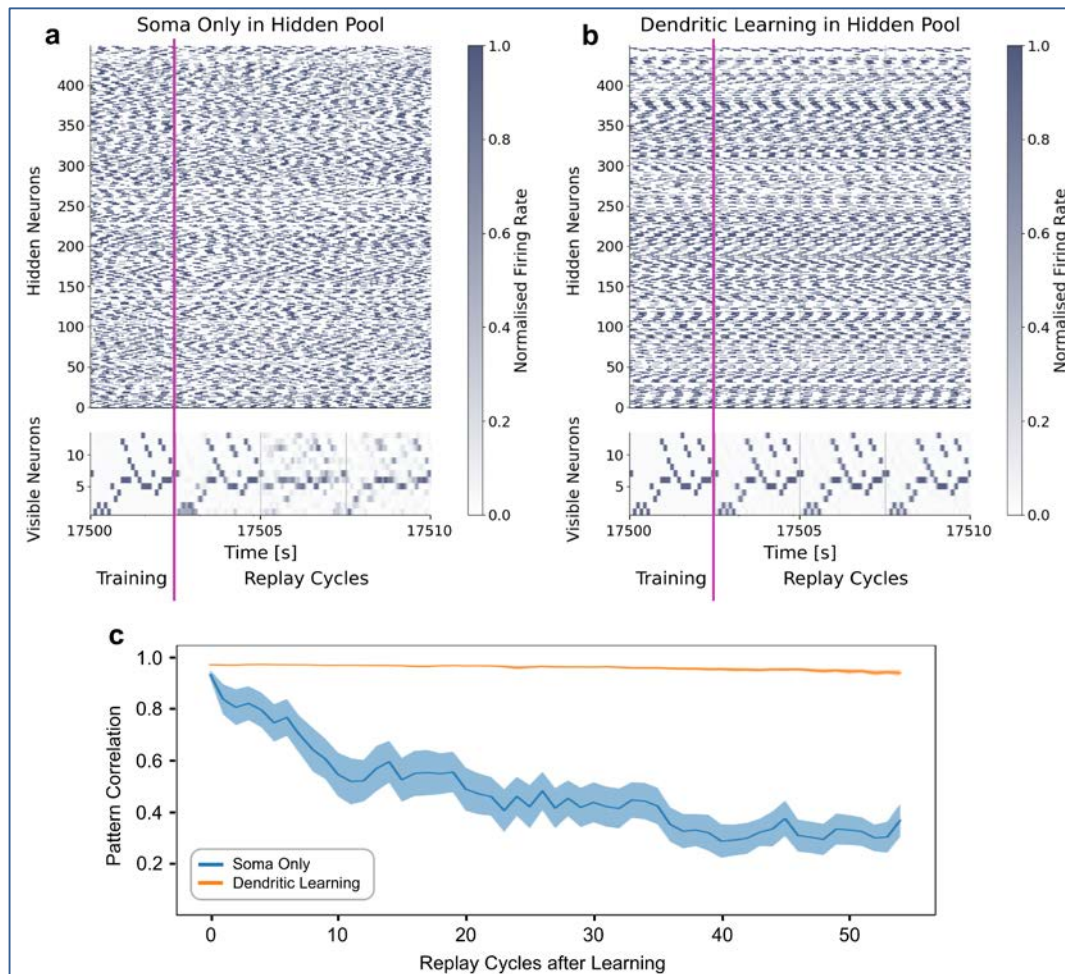 a
Soma Only in Hidden Pool
Hidden Neurons
400
350
300
250
200
150
100
50
0
1.0
0.8
0.6
0.4
0.2
0.0
Normalised Firing Rate
Visible Neurons
10
5
17500
17505
17510
Time [s]
Training
Replay Cycles
b
Dendritic Learning in Hidden Pool
Hidden Neurons
400
350
300
250
200
150
100
50
0
1.0
0.8
0.6
0.4
0.2
0.0
Normalised Firing Rate
Visible Neurons
10
5
17500
17505
17510
Time [s]
Training
Replay Cycles
c
Pattern Correlation
1.0
0.8
0.6
0.4
0.2
Soma Only
Dendritic Learning
0
10
20
30
40
50
Replay Cycles after Learning